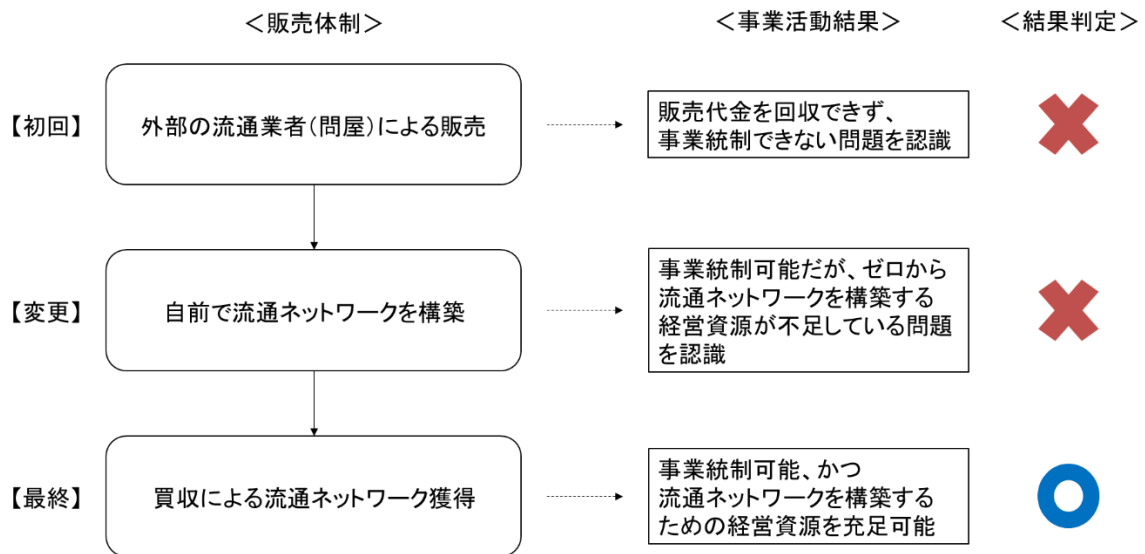 ＜販売体制＞
＜事業活動結果＞
＜結果判定＞
【初回】
外部の流通業者（問屋）による販売
販売代金を回収できず、
事業統制できない問題を認識
【変更】
自前で流通ネットワークを構築
事業統制可能だが、ゼロから
流通ネットワークを構築する
経営資源が不足している問題
を認識
【最終】
買収による流通ネットワーク獲得
事業統制可能、かつ
流通ネットワークを構築する
ための経営資源を充足可能